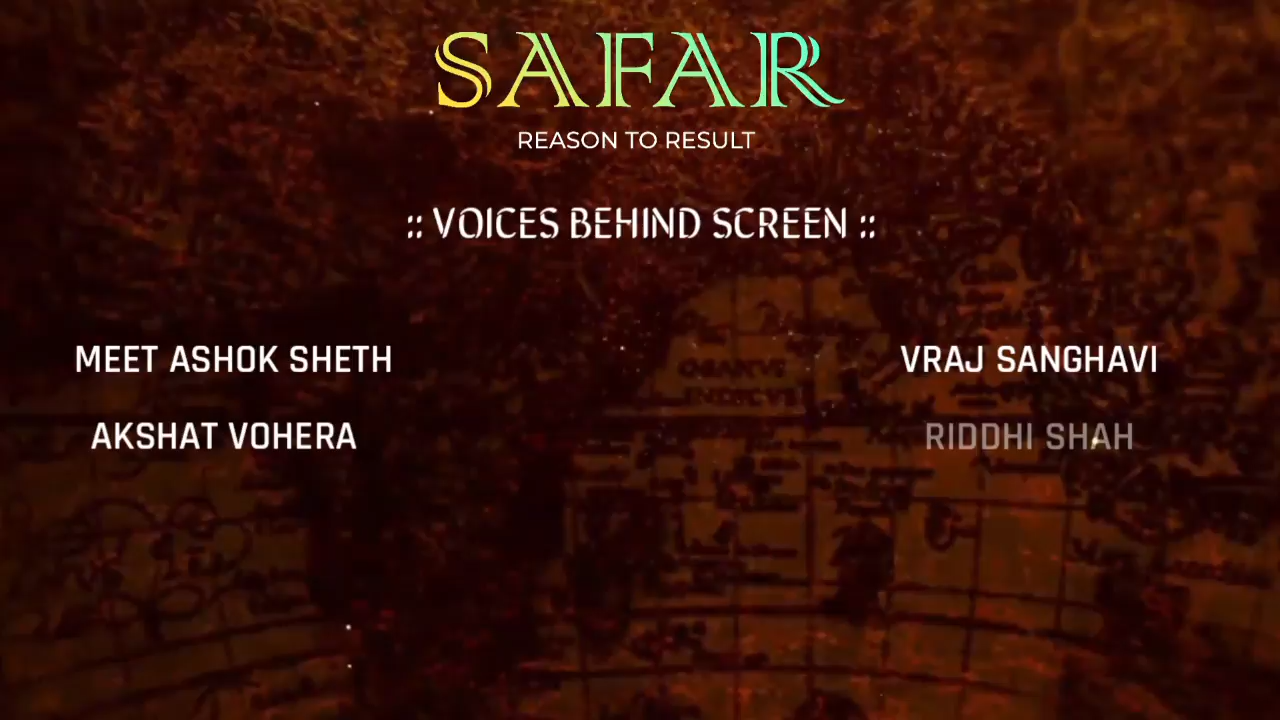 SAFAR
REASON TO RESULT
:: VOICES BEHIND SCREEN ::
MEET ASHOK SHETH
VRAJ SANGHAVI
AKSHAT VOHERA
RIDDHI SHAH